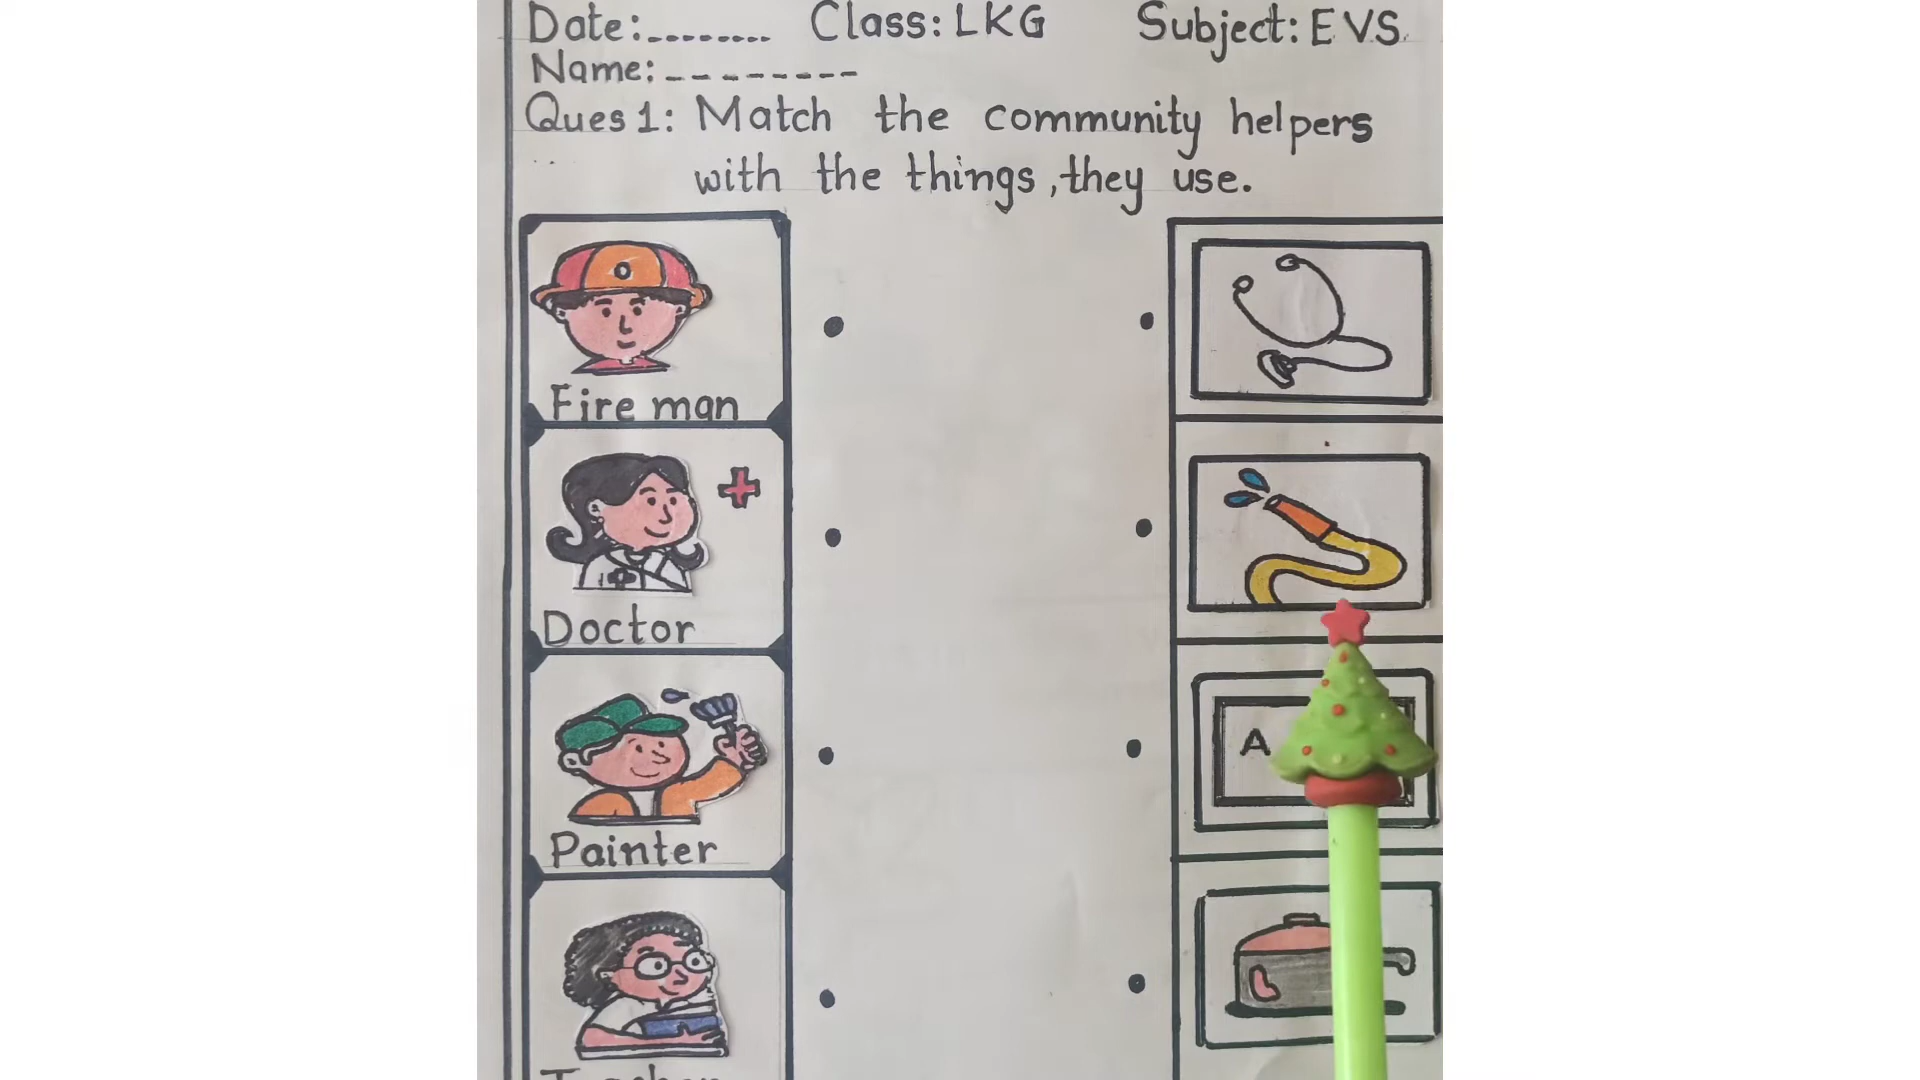 Date:........ Class: LKG Subject: EVS.
Name:--------
Ques 1: Match the community helpers
with the things, they use.
Fire man
Doctor
A
Painter
Teacher